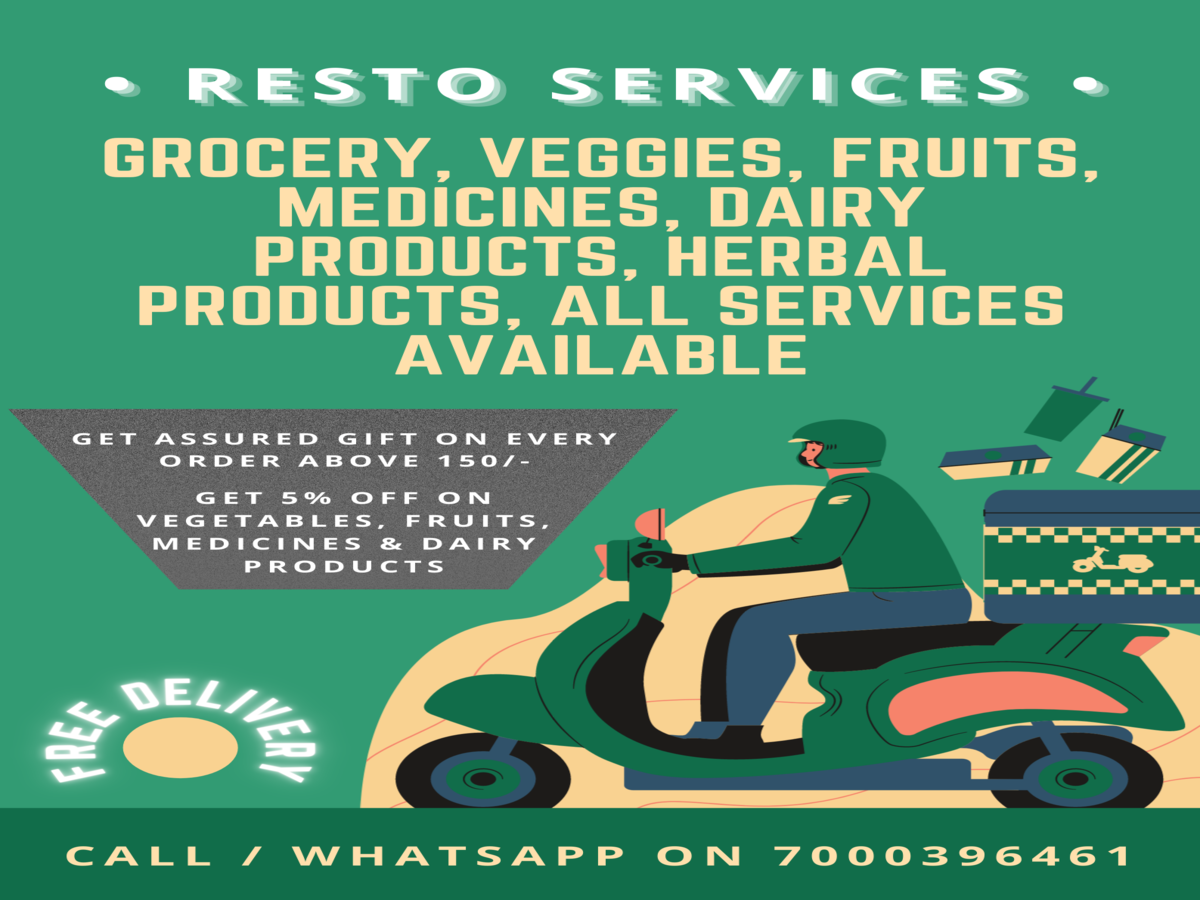 • RESTO SERVICES •
GROCERY, VEGGIES, FRUITS,
MEDICINES, DAIRY
PRODUCTS, HERBAL
PRODUCTS, ALL SERVICES
AVAILABLE
GET ASSURED GIFT ON EVERY
ORDER ABOVE 150/-
GET 5% OFF ON
VEGETABLES, FRUITS,
MEDICINES & DAIRY
PRODUCTS
FREE DELIVERY
CALL / WHATSAPP ON 7000396461